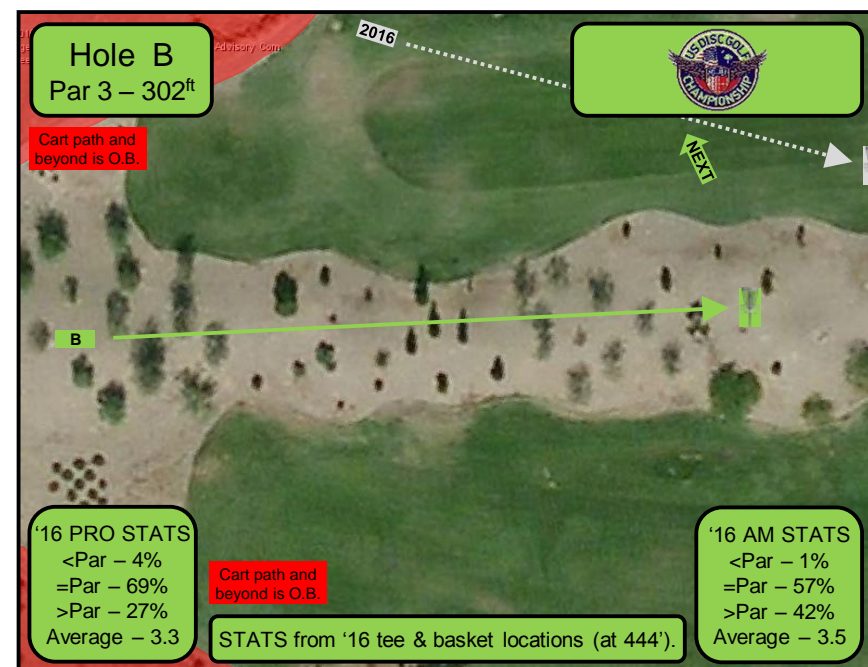 Hole B
Par 3 – 302ft
Advisory Com
Cart path and
beyond is O.B.
2016
US DISC GOLF
CHAMPIONSHIP
NEXT
B
'16 PRO STATS
<Par – 4%
=Par – 69%
>Par – 27%
Average – 3.3
Cart path and
beyond is O.B.
STATS from '16 tee & basket locations (at 444').
'16 AM STATS
<Par – 1%
=Par – 57%
>Par – 42%
Average – 3.5